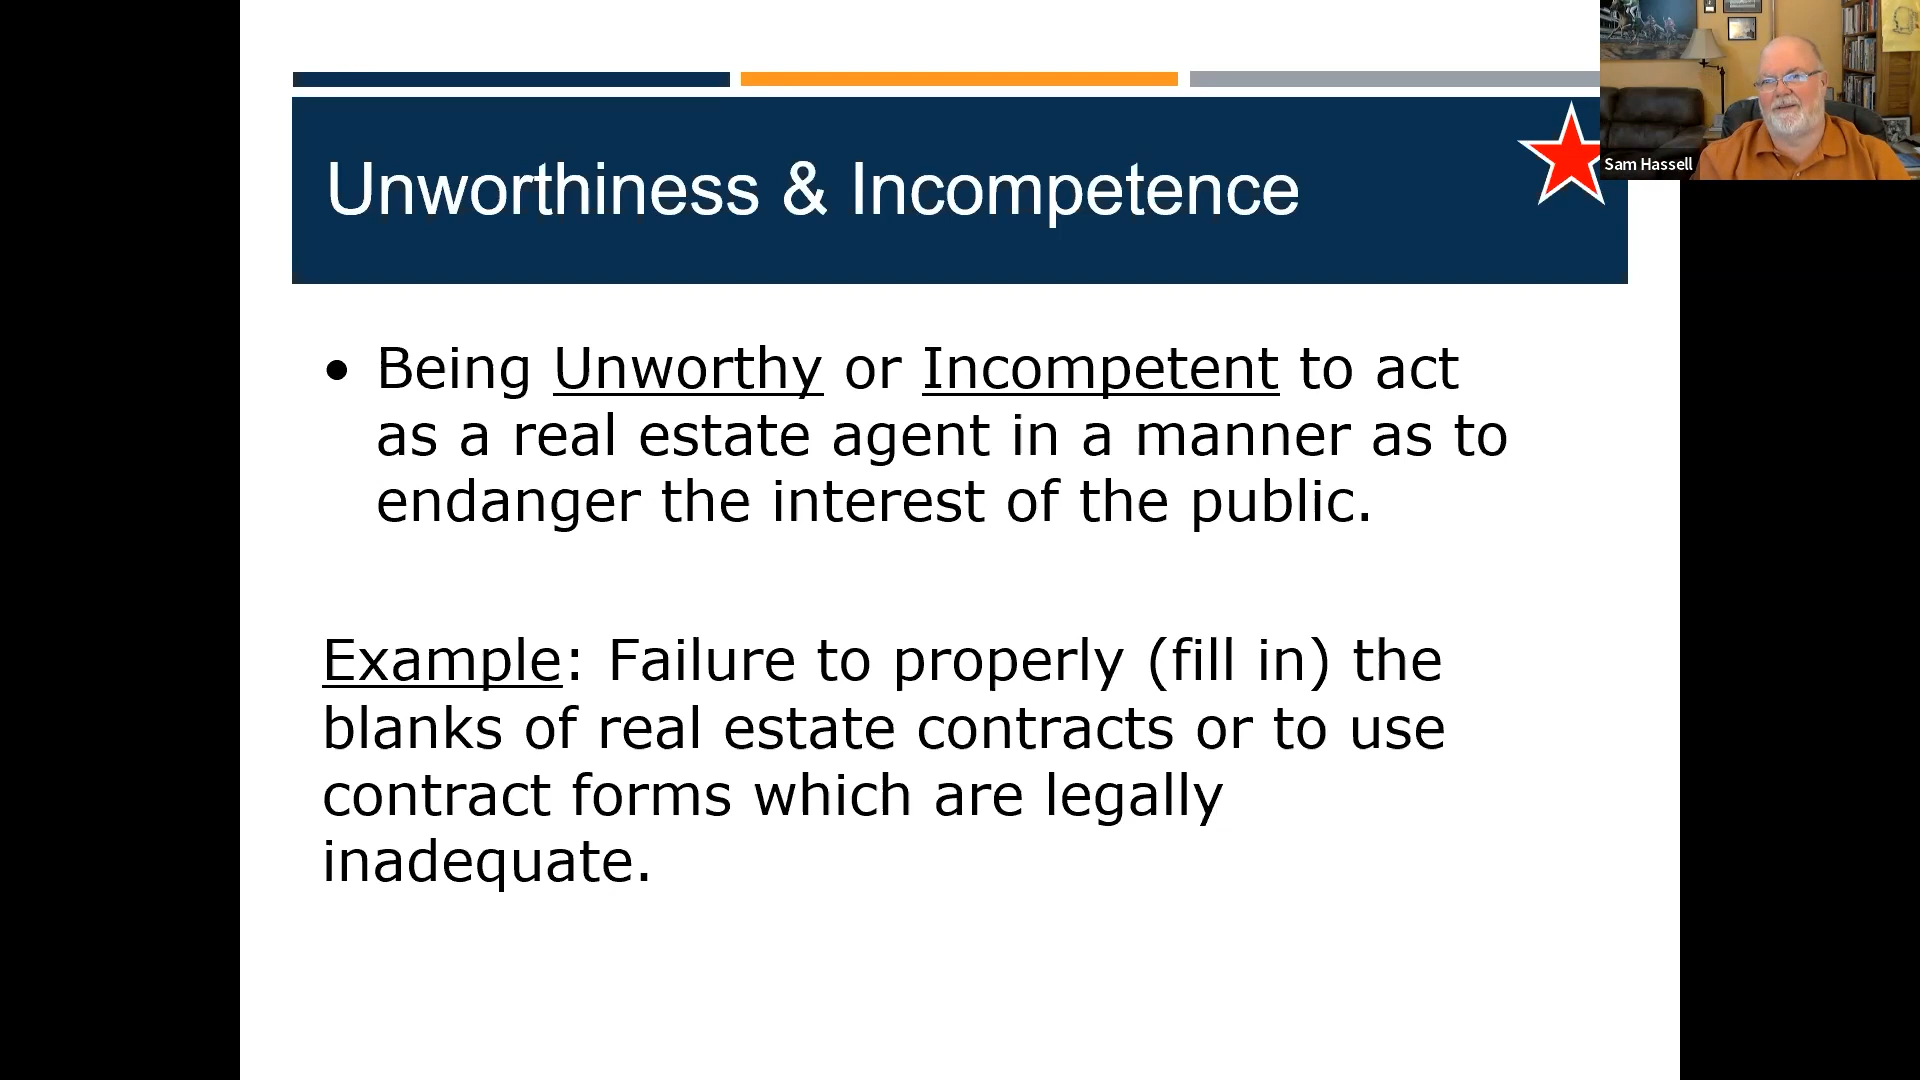 Unworthiness & Incompetence
Sam Hassell
• Being Unworthy or Incompetent to act
as a real estate agent in a manner as to
endanger the interest of the public.
Example: Failure to properly (fill in) the
blanks of real estate contracts or to use
contract forms which are legally
inadequate.